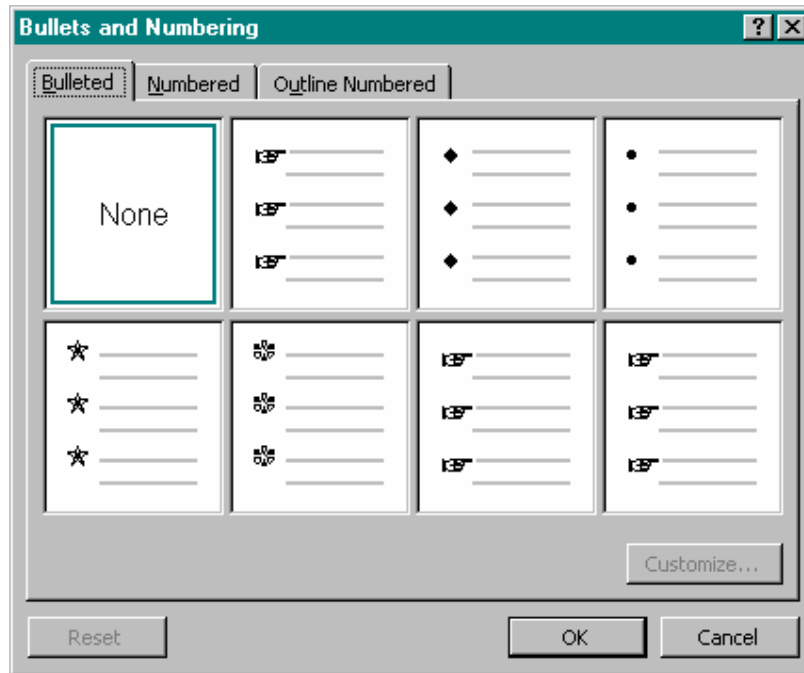 Bullets and Numbering
Bulleted Numbered Outline Numbered
None
Customize...
Reset OK Cancel